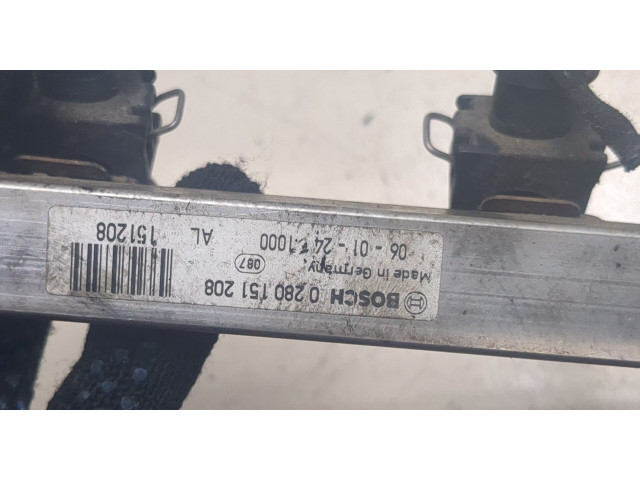 BOSCH 0 280 151 208
Made in Germany 087
06 - 01 - 24 1000 AL 151208